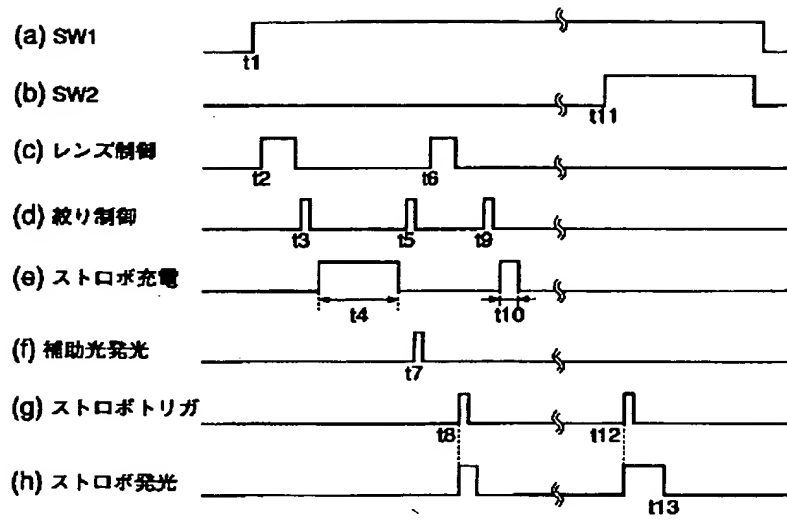 (a) SW1
t1
(b) SW2
t11
(c) レンズ制御
t2
t6
(d)絞り制御
t3
t5
t9
(e) ストロボ充電
t4
t10
(f) 補助光発光
t7
(g) ストロボトリガ
t8
t12
(h) ストロボ発光
t13